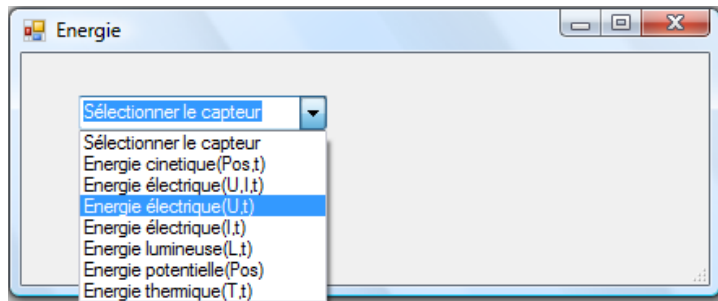 Energie
Sélectionner le capteur
Sélectionner le capteur
Energie cinetique(Pos,t)
Energie électrique(U,I,t)
Energie électrique(U,t)
Energie électrique(I,t)
Energie lumineuse(L,t)
Energie potentielle(Pos)
Energie thermique(T,t)